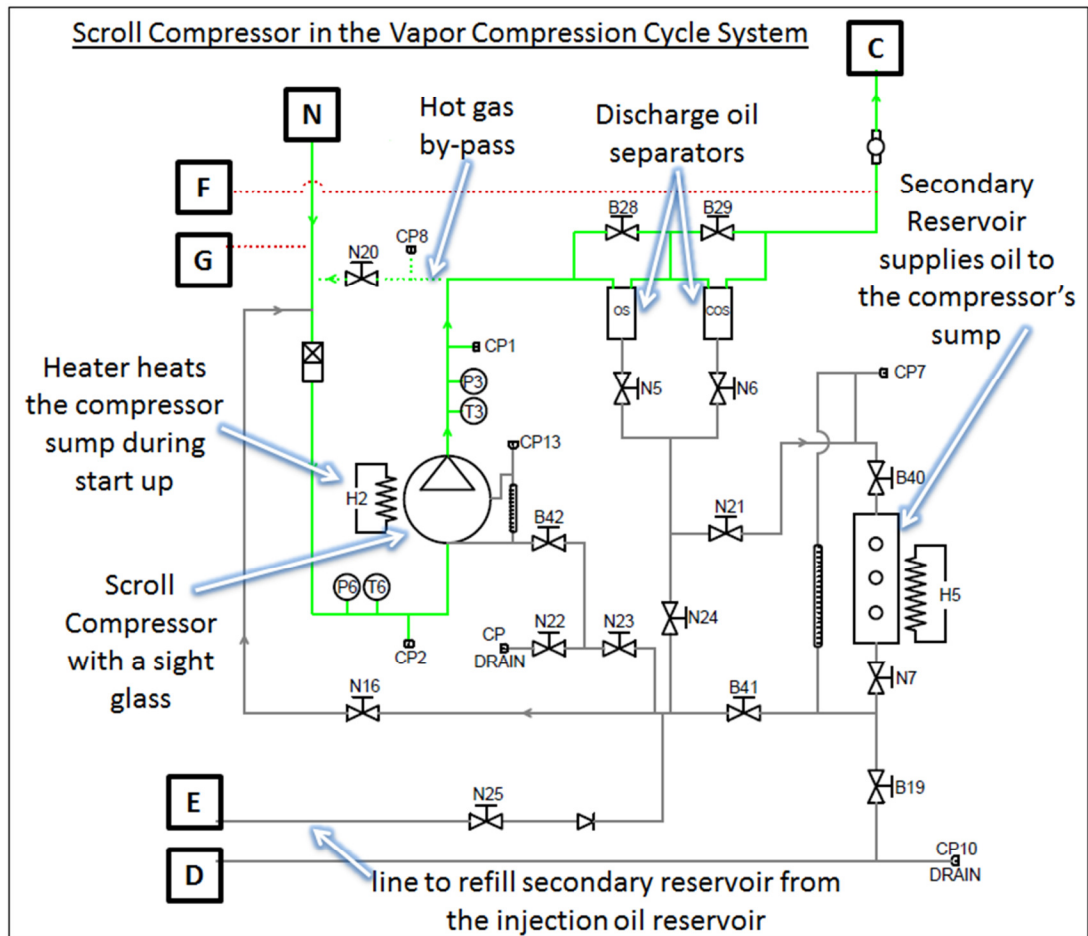 Scroll Compressor in the Vapor Compression Cycle System
C
N
Hot gas
by-pass
Discharge oil
separators
F
G
Secondary
Reservoir
supplies oil to
the compressor's
sump
B28
B29
CP8
N20
OS
COS
CP1
P3
T3
N5
N6
CP7
Heater heats
the compressor
sump during
start up
CP13
H2
B42
N21
B40
H5
Scroll
Compressor
with a sight
glass
P6
T6
CP2
CP
DRAIN
N22
N23
N24
N7
N16
B41
E
N25
B19
D
CP10
DRAIN
line to refill secondary reservoir from
the injection oil reservoir